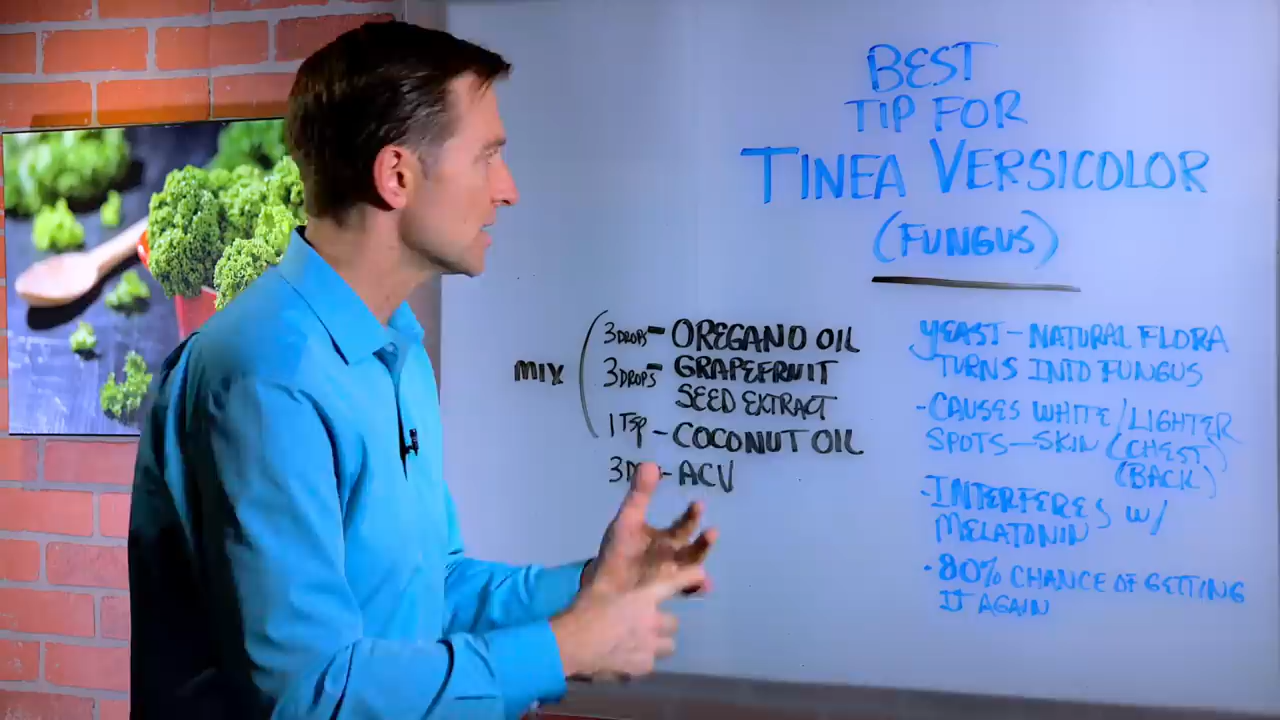 BEST
TIP FOR
TINEA VERSICOLOR
(FUNGUS)
MIX
3 DROPS - OREGANO OIL
3 DROPS - GRAPEFRUIT
SEED EXTRACT
1 TSP - COCONUT OIL
3 - ACV
YEAST - NATURAL FLORA
TURNS INTO FUNGUS
- CAUSES WHITE/LIGHTER
SPOTS - SKIN (CHEST)
(BACK)
· INTERFERES W/
MELATONIN
· 80% CHANCE OF GETTING
IT AGAIN